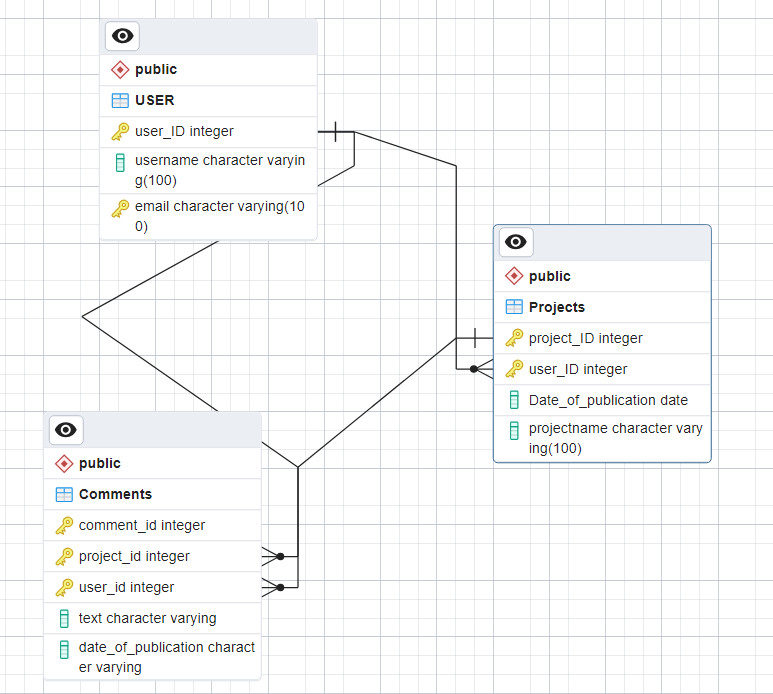 public
USER
user_ID integer
username character varyin
g(100)
email character varying(10
0)
public
Projects
project_ID integer
user_ID integer
Date_of_publication date
projectname character vary
ing(100)
public
Comments
comment_id integer
project_id integer
user_id integer
text character varying
date_of_publication charact
er varying